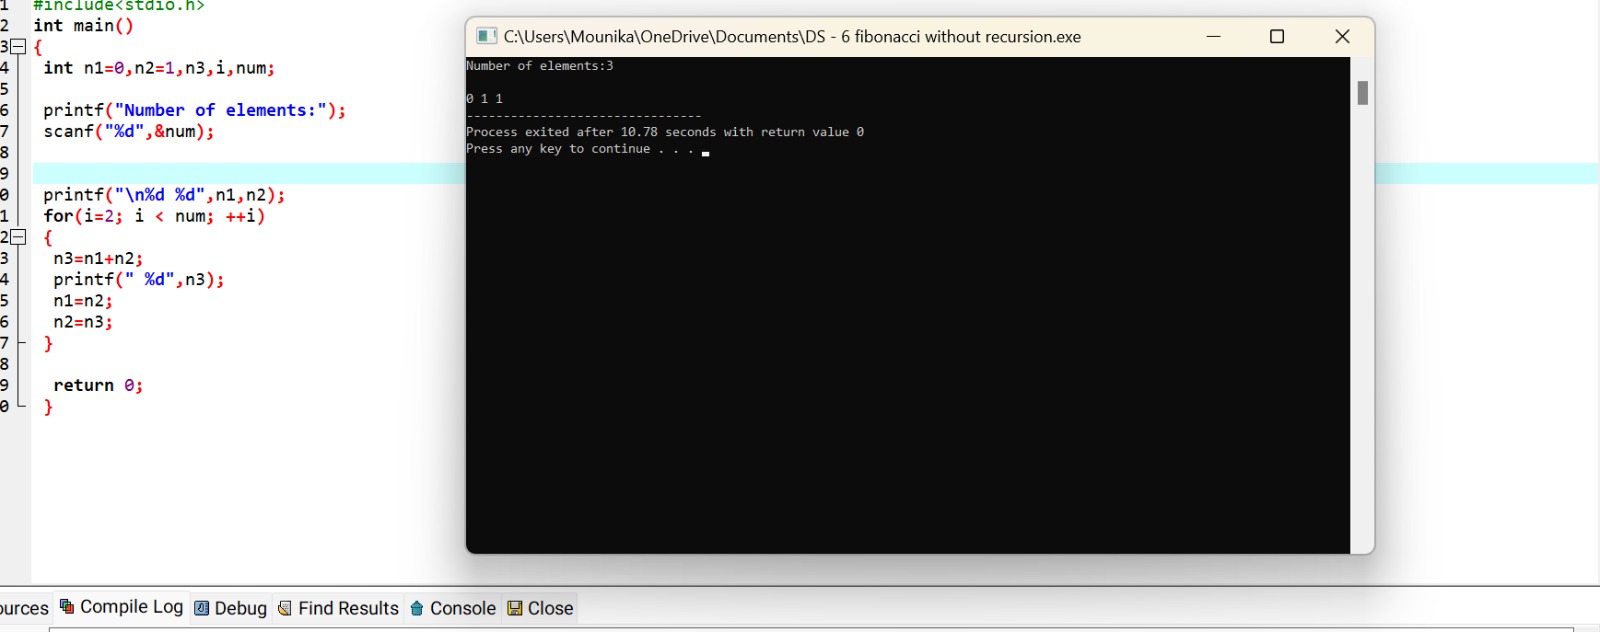 1 #include<stdio.h>
2 int main()
3 {
4 int n1=0,n2=1,n3,i,num;
5
6 printf("Number of elements:");
7 scanf("%d",&num);
8
9
0 printf("\n%d %d",n1,n2);
1 for(i=2; i < num; ++i)
2 {
3 n3=n1+n2;
4 printf(" %d",n3);
5 n1=n2;
6 n2=n3;
7 }
8
9 return 0;
0 }
C:\Users\Mounika\OneDrive\Documents\DS - 6 fibonacci without recursion.exe
Number of elements:3
0 1 1
--------------------------------
Process exited after 10.78 seconds with return value 0
Press any key to continue . . .
ources Compile Log Debug Find Results Console Close